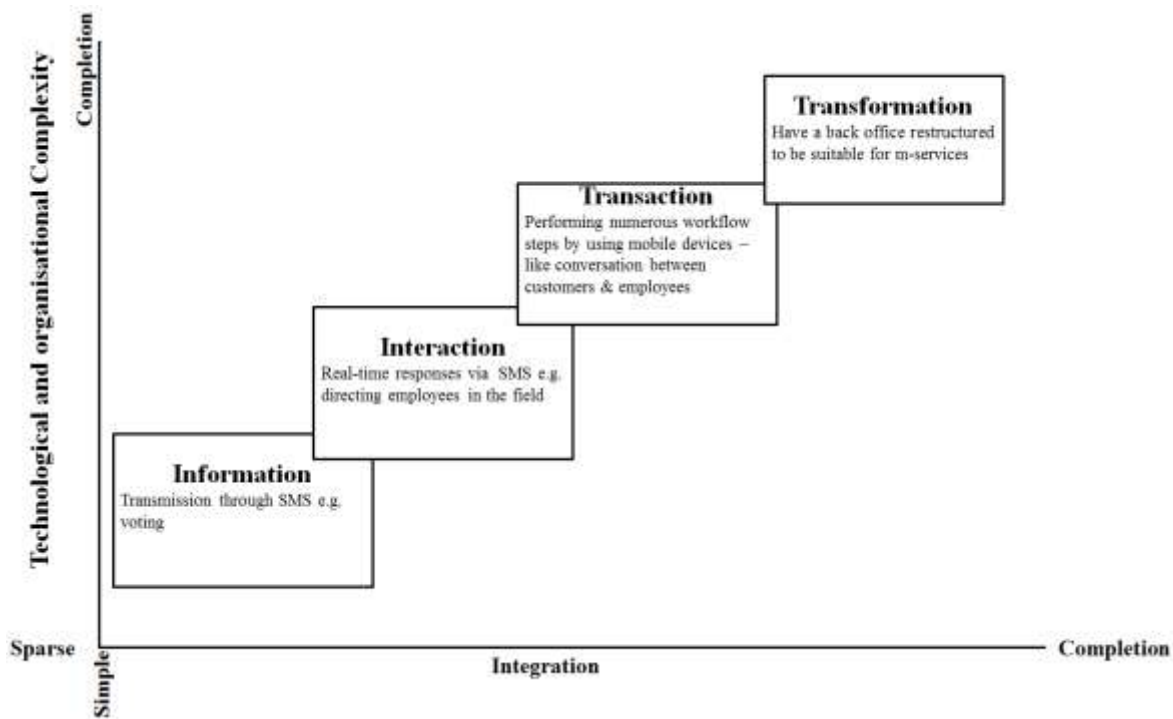 Technological and organisational Complexity
Completion
Transformation
Have a back office restructured
to be suitable for m-services
Transaction
Performing numerous workflow
steps by using mobile devices –
like conversation between
customers & employees
Interaction
Real-time responses via SMS e.g.
directing employees in the field
Information
Transmission through SMS e.g.
voting
Sparse
Simple
Integration
Completion